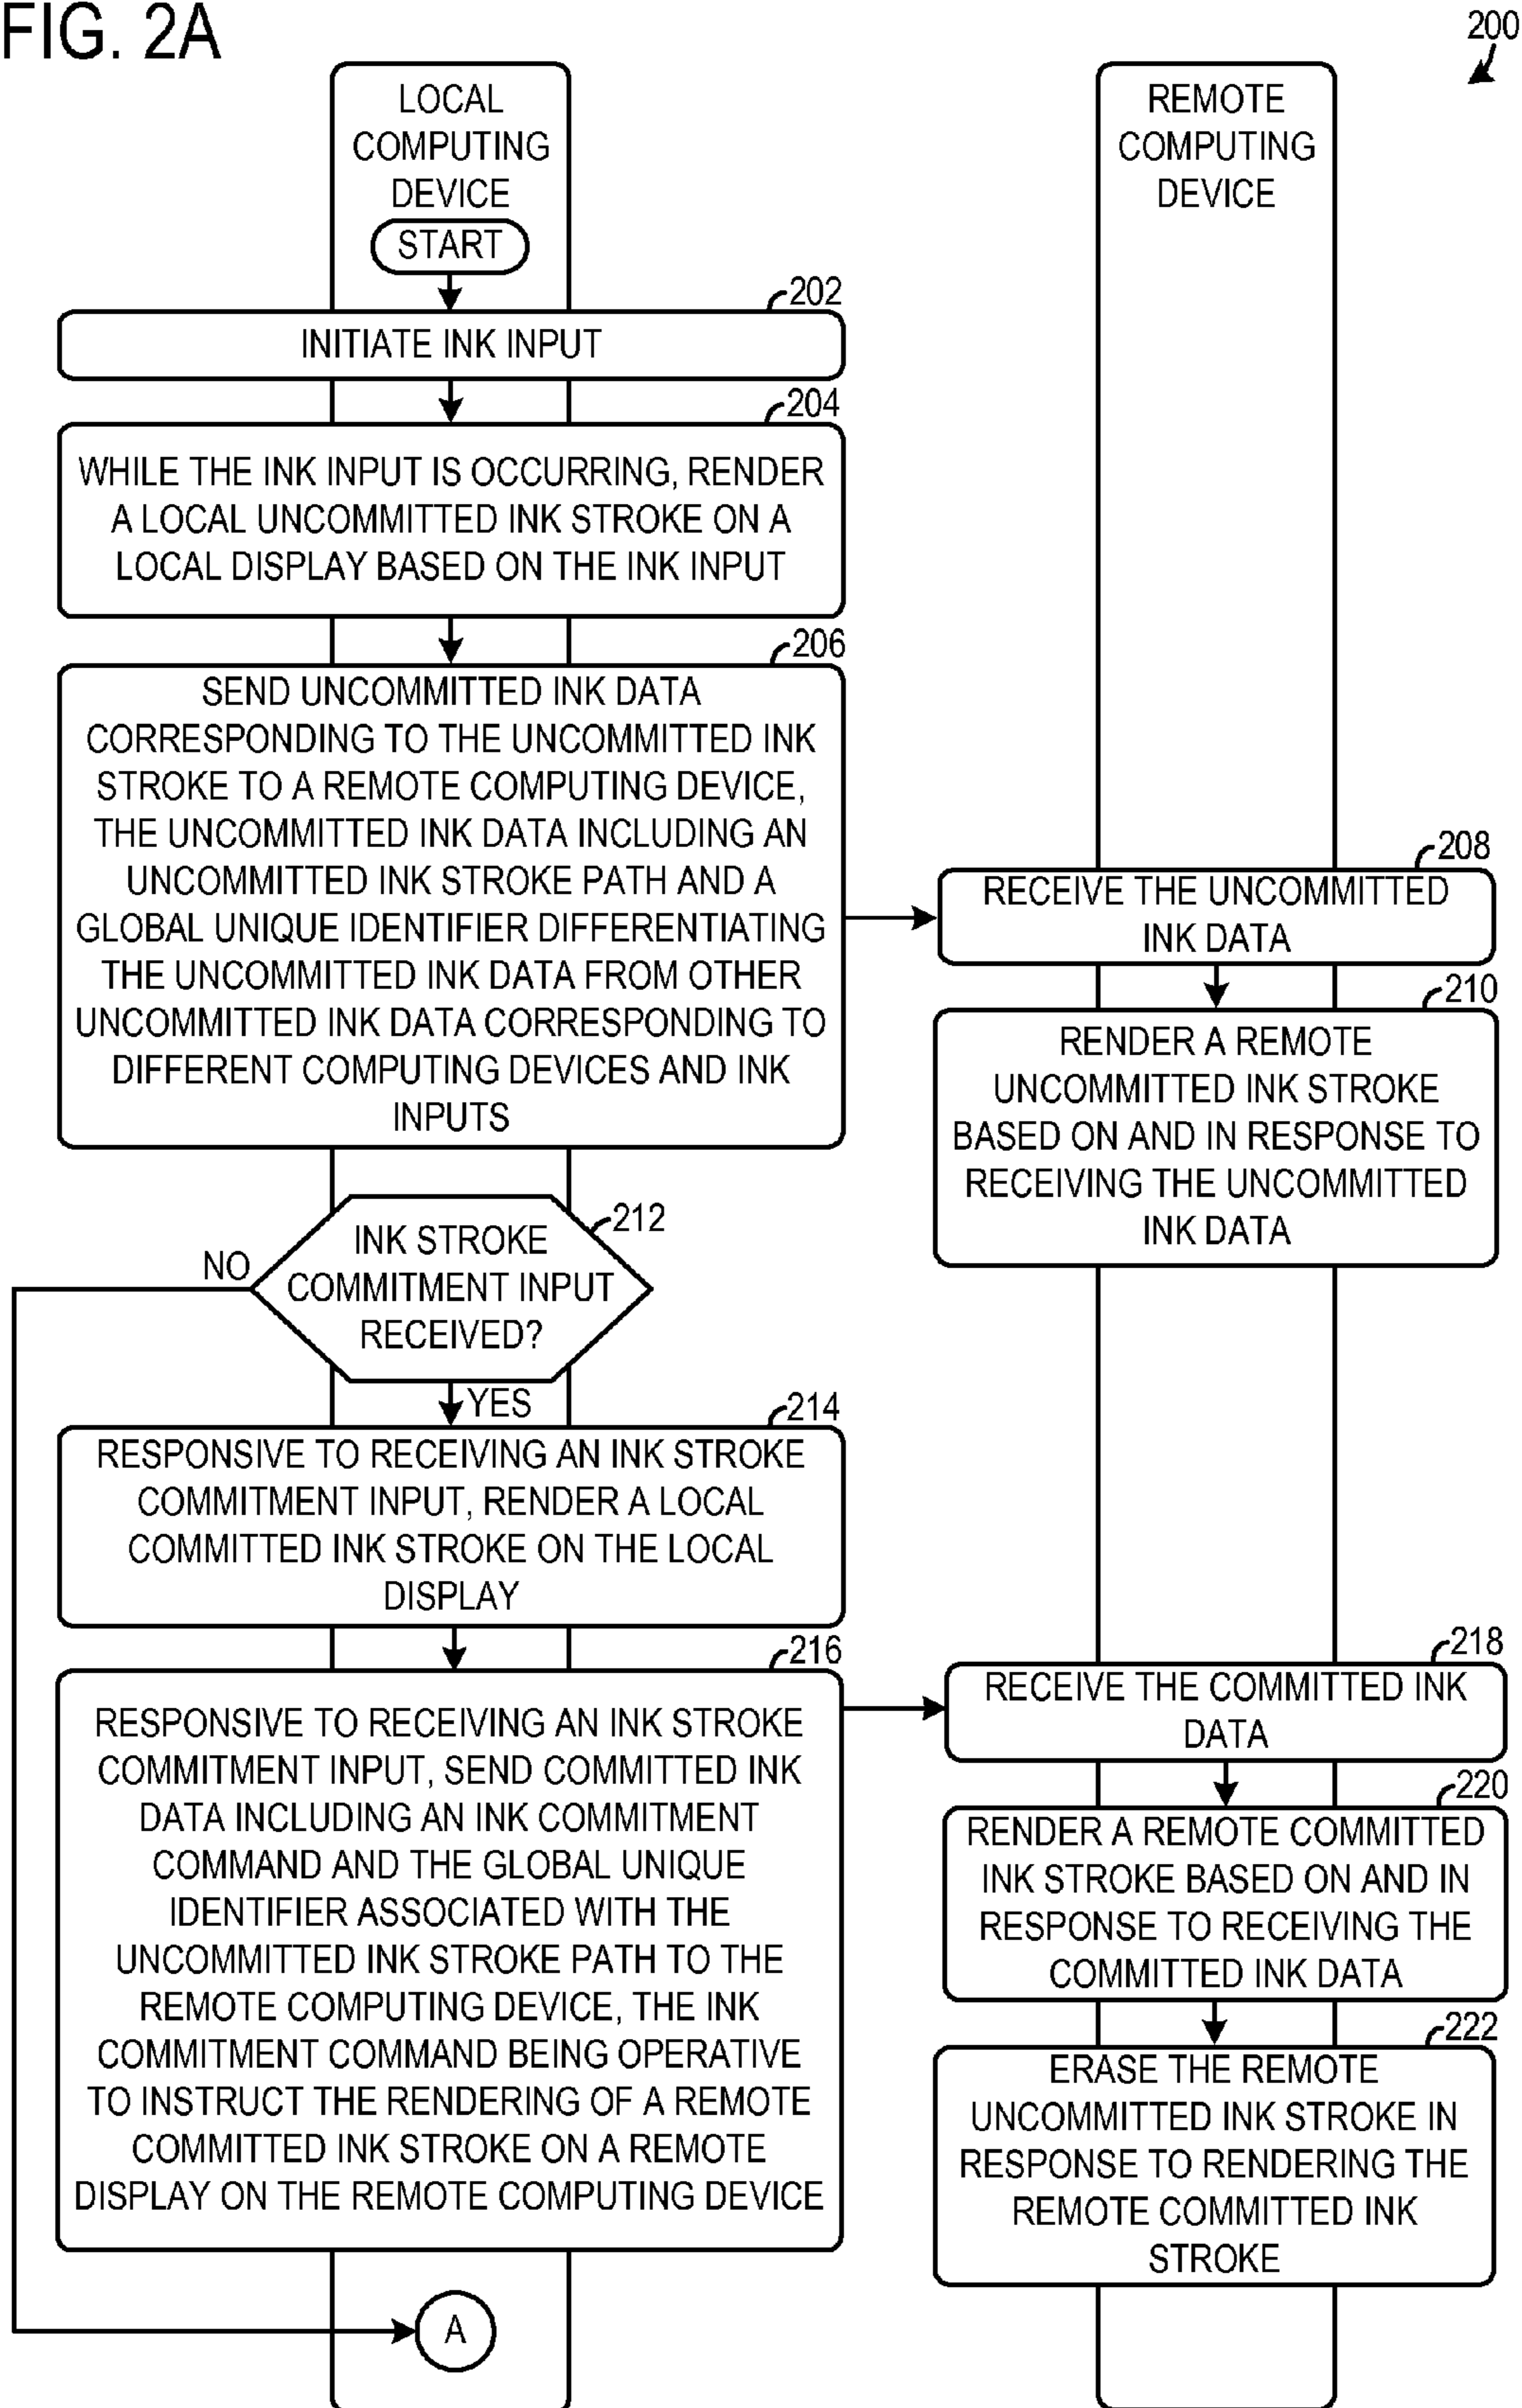 FIG. 2A
200
LOCAL
COMPUTING
DEVICE
START
202
INITIATE INK INPUT
204
WHILE THE INK INPUT IS OCCURRING, RENDER
A LOCAL UNCOMMITTED INK STROKE ON A
LOCAL DISPLAY BASED ON THE INK INPUT
206
SEND UNCOMMITTED INK DATA
CORRESPONDING TO THE UNCOMMITTED INK
STROKE TO A REMOTE COMPUTING DEVICE,
THE UNCOMMITTED INK DATA INCLUDING AN
UNCOMMITTED INK STROKE PATH AND A
GLOBAL UNIQUE IDENTIFIER DIFFERENTIATING
THE UNCOMMITTED INK DATA FROM OTHER
UNCOMMITTED INK DATA CORRESPONDING TO
DIFFERENT COMPUTING DEVICES AND INK
INPUTS
212
INK STROKE
COMMITMENT INPUT
RECEIVED?
NO
YES
214
RESPONSIVE TO RECEIVING AN INK STROKE
COMMITMENT INPUT, RENDER A LOCAL
COMMITTED INK STROKE ON THE LOCAL
DISPLAY
216
RESPONSIVE TO RECEIVING AN INK STROKE
COMMITMENT INPUT, SEND COMMITTED INK
DATA INCLUDING AN INK COMMITMENT
COMMAND AND THE GLOBAL UNIQUE
IDENTIFIER ASSOCIATED WITH THE
UNCOMMITTED INK STROKE PATH TO THE
REMOTE COMPUTING DEVICE, THE INK
COMMITMENT COMMAND BEING OPERATIVE
TO INSTRUCT THE RENDERING OF A REMOTE
COMMITTED INK STROKE ON A REMOTE
DISPLAY ON THE REMOTE COMPUTING DEVICE
A
REMOTE
COMPUTING
DEVICE
208
RECEIVE THE UNCOMMITTED
INK DATA
210
RENDER A REMOTE
UNCOMMITTED INK STROKE
BASED ON AND IN RESPONSE TO
RECEIVING THE UNCOMMITTED
INK DATA
218
RECEIVE THE COMMITTED INK
DATA
220
RENDER A REMOTE COMMITTED
INK STROKE BASED ON AND IN
RESPONSE TO RECEIVING THE
COMMITTED INK DATA
222
ERASE THE REMOTE
UNCOMMITTED INK STROKE IN
RESPONSE TO RENDERING THE
REMOTE COMMITTED INK
STROKE